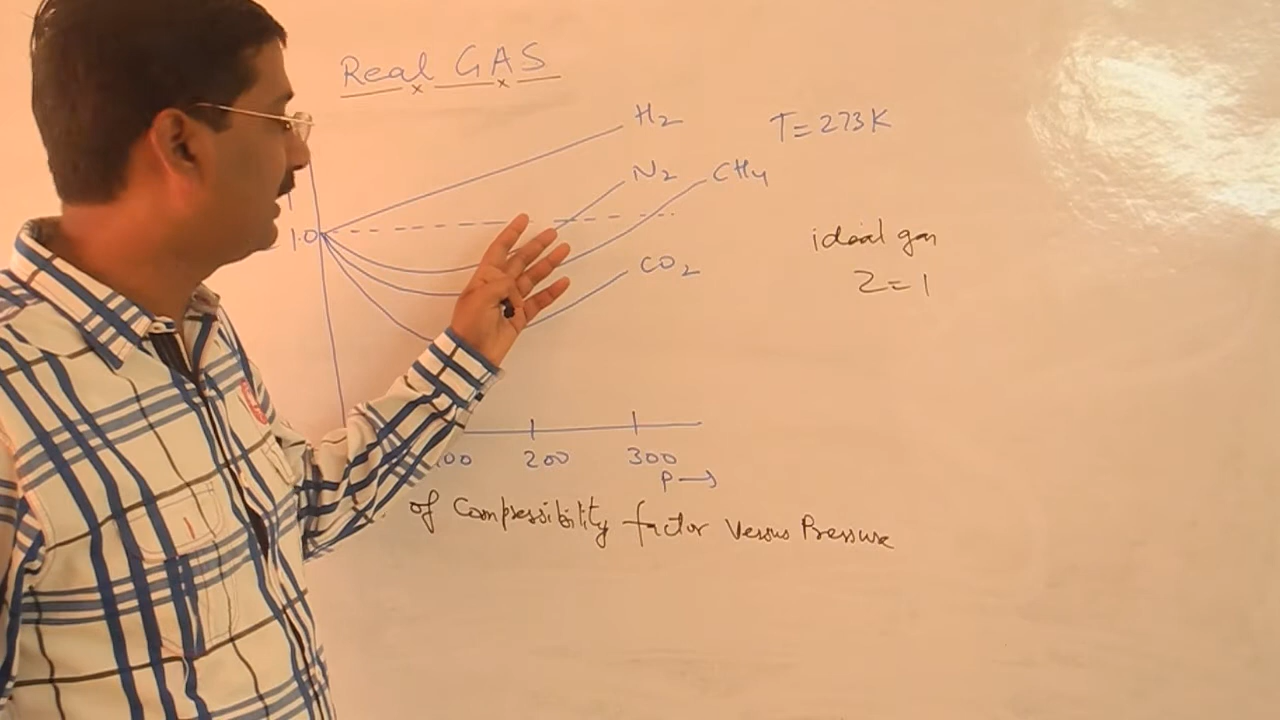 Real GAS
H2
T=273K
N2
CH4
1.0
ideal gas
Z=1
CO2
200
300
P→
of Compressibility factor Versus Pressure